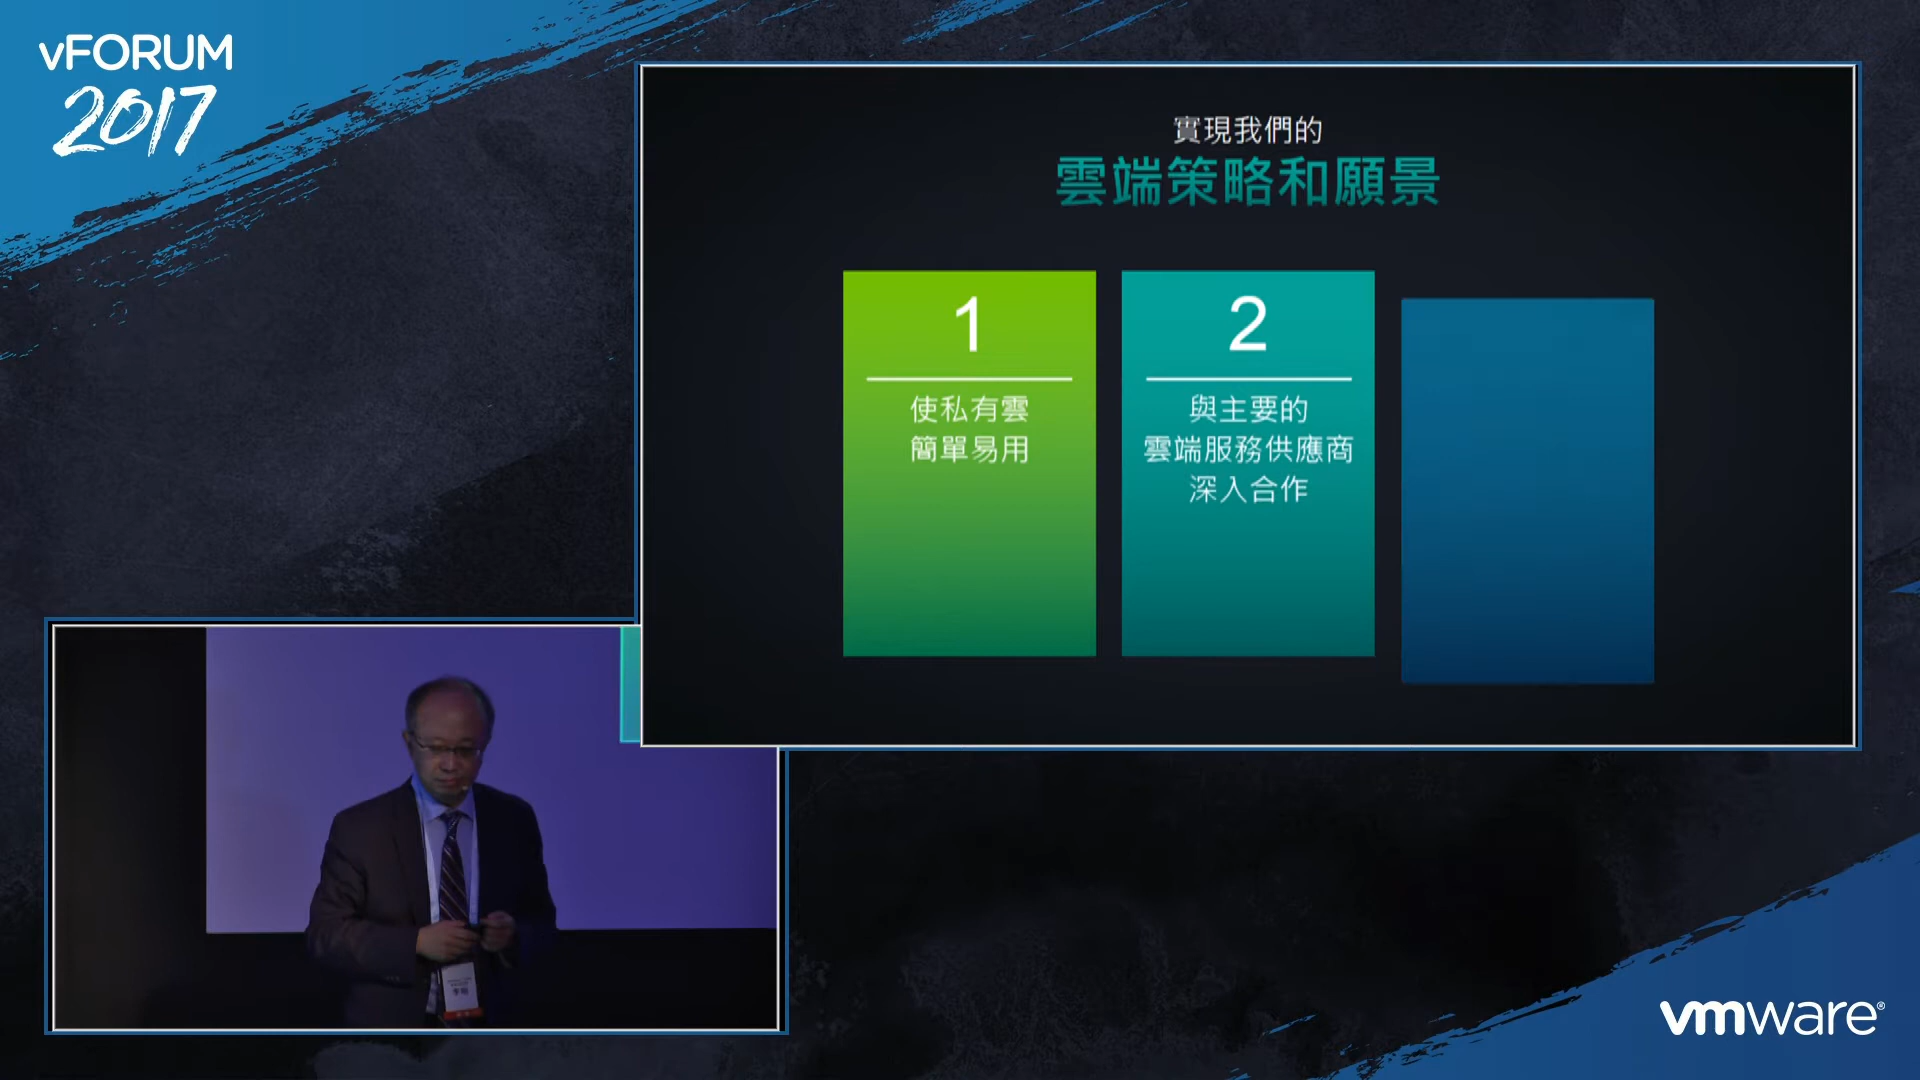 vFORUM
2017
實現我們的
雲端策略和願景
1
使私有雲
簡單易用
2
與主要的
雲端服務供應商
深入合作
vmware®